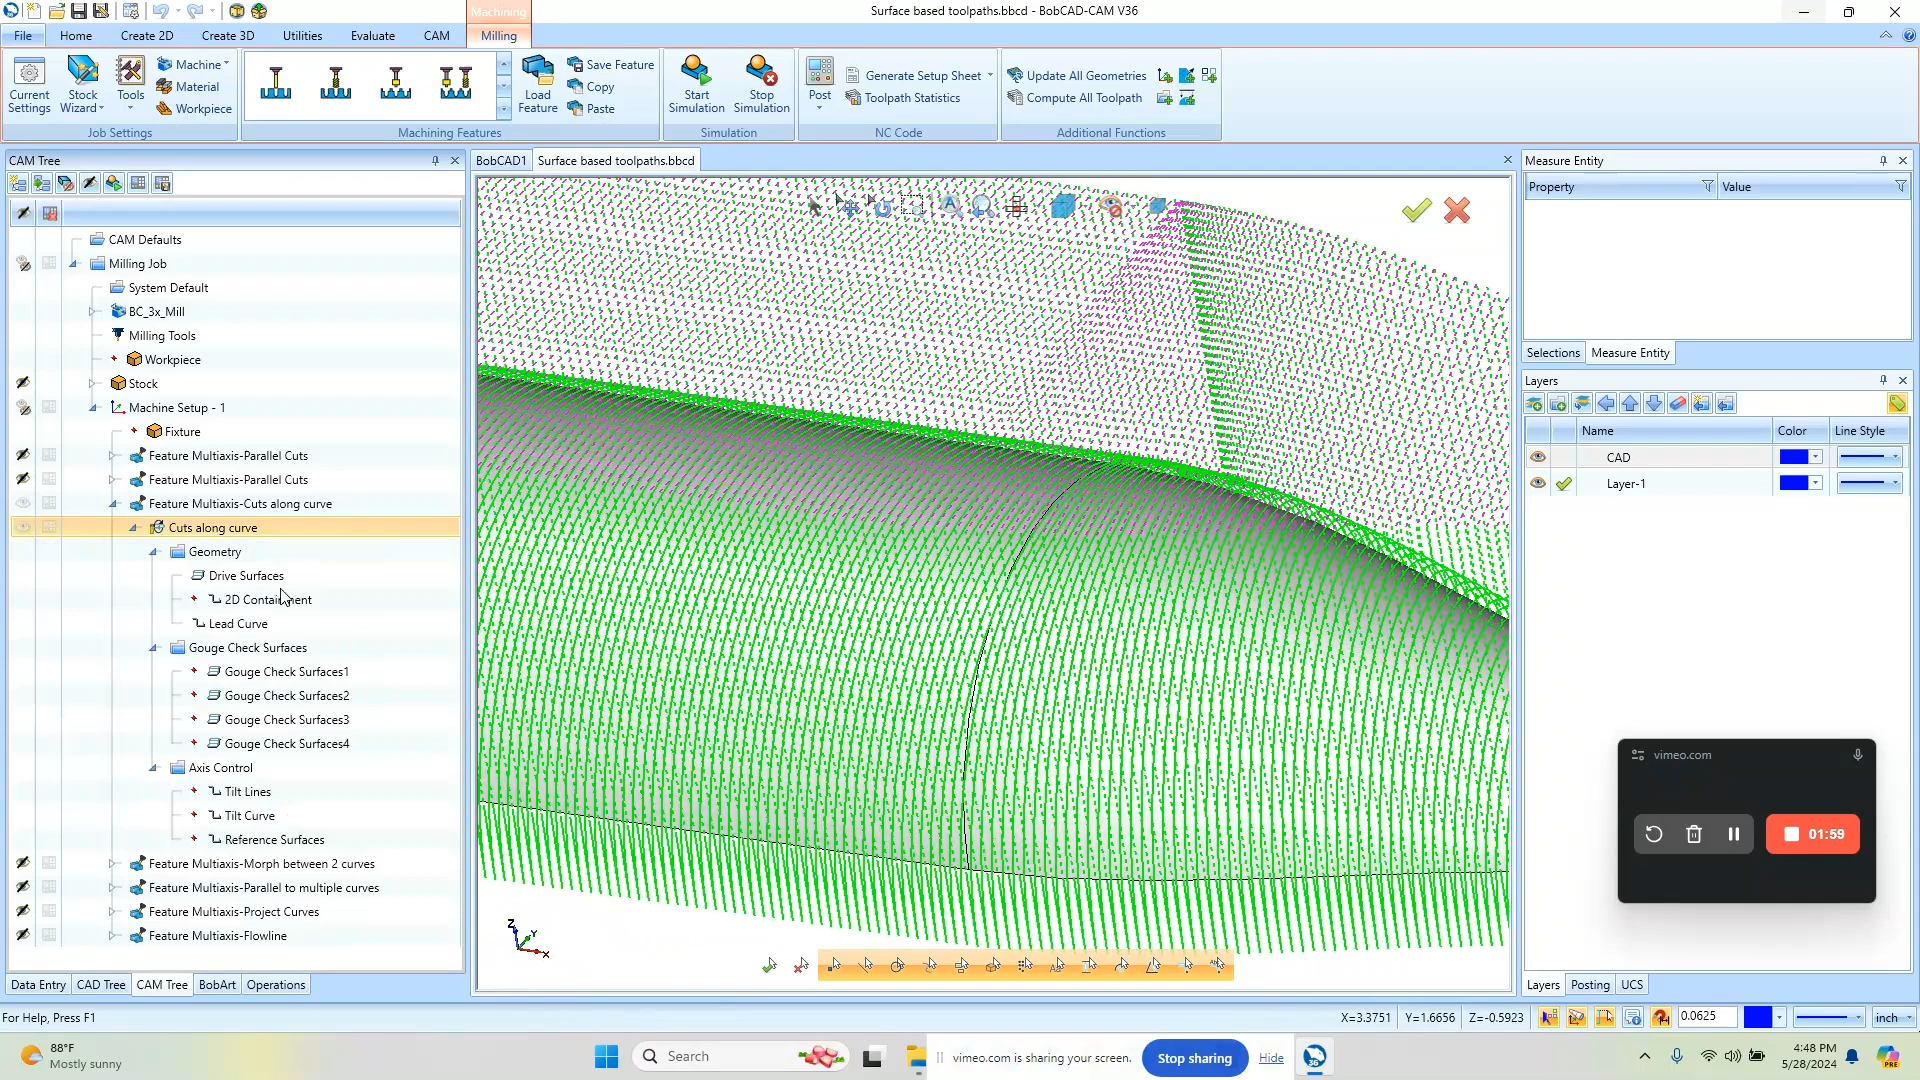 Machining
Surface based toolpaths.bbcd - BobCAD-CAM V36
File
Home
Create 2D
Create 3D
Utilities
Evaluate
CAM
Milling
Current Settings
Stock Wizard
Tools
Machine
Material
Workpiece
Load Feature
Save Feature
Copy
Paste
Start Simulation
Stop Simulation
Post
Generate Setup Sheet
Toolpath Statistics
Update All Geometries
Compute All Toolpath
Job Settings
Machining Features
Simulation
NC Code
Additional Functions
CAM Tree
BobCAD1
Surface based toolpaths.bbcd
Measure Entity
Property
Value
CAM Defaults
Milling Job
System Default
BC_3x_Mill
Milling Tools
Workpiece
Stock
Machine Setup - 1
Fixture
Feature Multiaxis-Parallel Cuts
Feature Multiaxis-Parallel Cuts
Feature Multiaxis-Cuts along curve
Cuts along curve
Geometry
Drive Surfaces
2D Containment
Lead Curve
Gouge Check Surfaces
Gouge Check Surfaces1
Gouge Check Surfaces2
Gouge Check Surfaces3
Gouge Check Surfaces4
Axis Control
Tilt Lines
Tilt Curve
Reference Surfaces
Feature Multiaxis-Morph between 2 curves
Feature Multiaxis-Parallel to multiple curves
Feature Multiaxis-Project Curves
Feature Multiaxis-Flowline
Selections
Measure Entity
Layers
Name
Color
Line Style
CAD
Layer-1
vimeo.com
01:59
Z
Y
X
Data Entry
CAD Tree
CAM Tree
BobArt
Operations
Layers
Posting
UCS
For Help, Press F1
X=3.3751
Y=1.6656
Z=-0.5923
0.0625
inch
88°F
Mostly sunny
Search
vimeo.com is sharing your screen.
Stop sharing
Hide
4:48 PM
5/28/2024
PRE